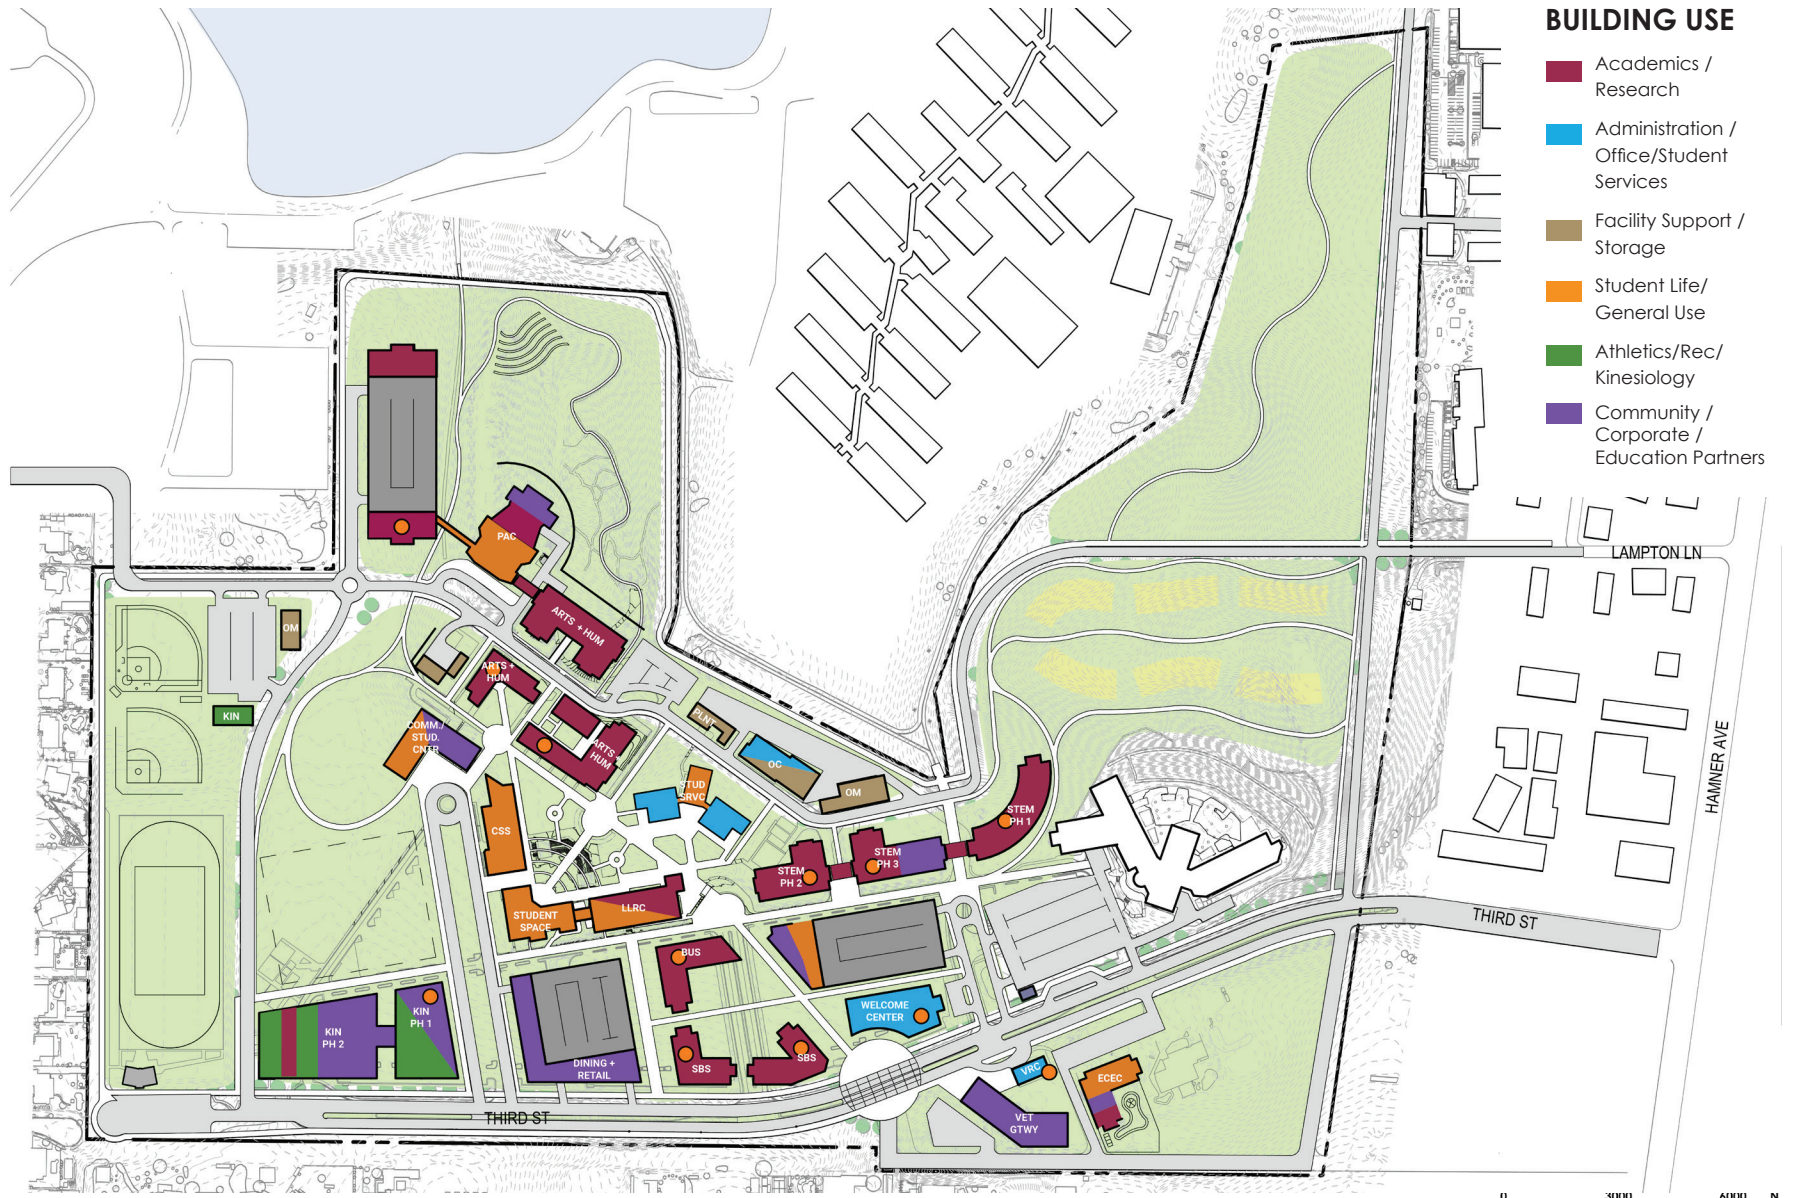 BUILDING USE
Academics /
Research
Administration /
Office/Student
Services
Facility Support /
Storage
Student Life/
General Use
Athletics/Rec/
Kinesiology
Community /
Corporate /
Education Partners
LAMPTON LN
HAMNER AVE
THIRD ST
THIRD ST
PAC
ARTS + HUM
OM
ARTS +
HUM
KIN
COMM./
STUD.
CNTR
ARTS
HUM
PLNT
OC
OM
STUD
SRVC
CSS
STEM
PH 1
STEM
PH 3
STEM
PH 2
LLRC
STUDENT
SPACE
BUS
KIN
PH 1
KIN
PH 2
WELCOME
CENTER
DINING +
RETAIL
SBS
SBS
VRC
ECEC
VET
GTWY
0 3000 6000 N